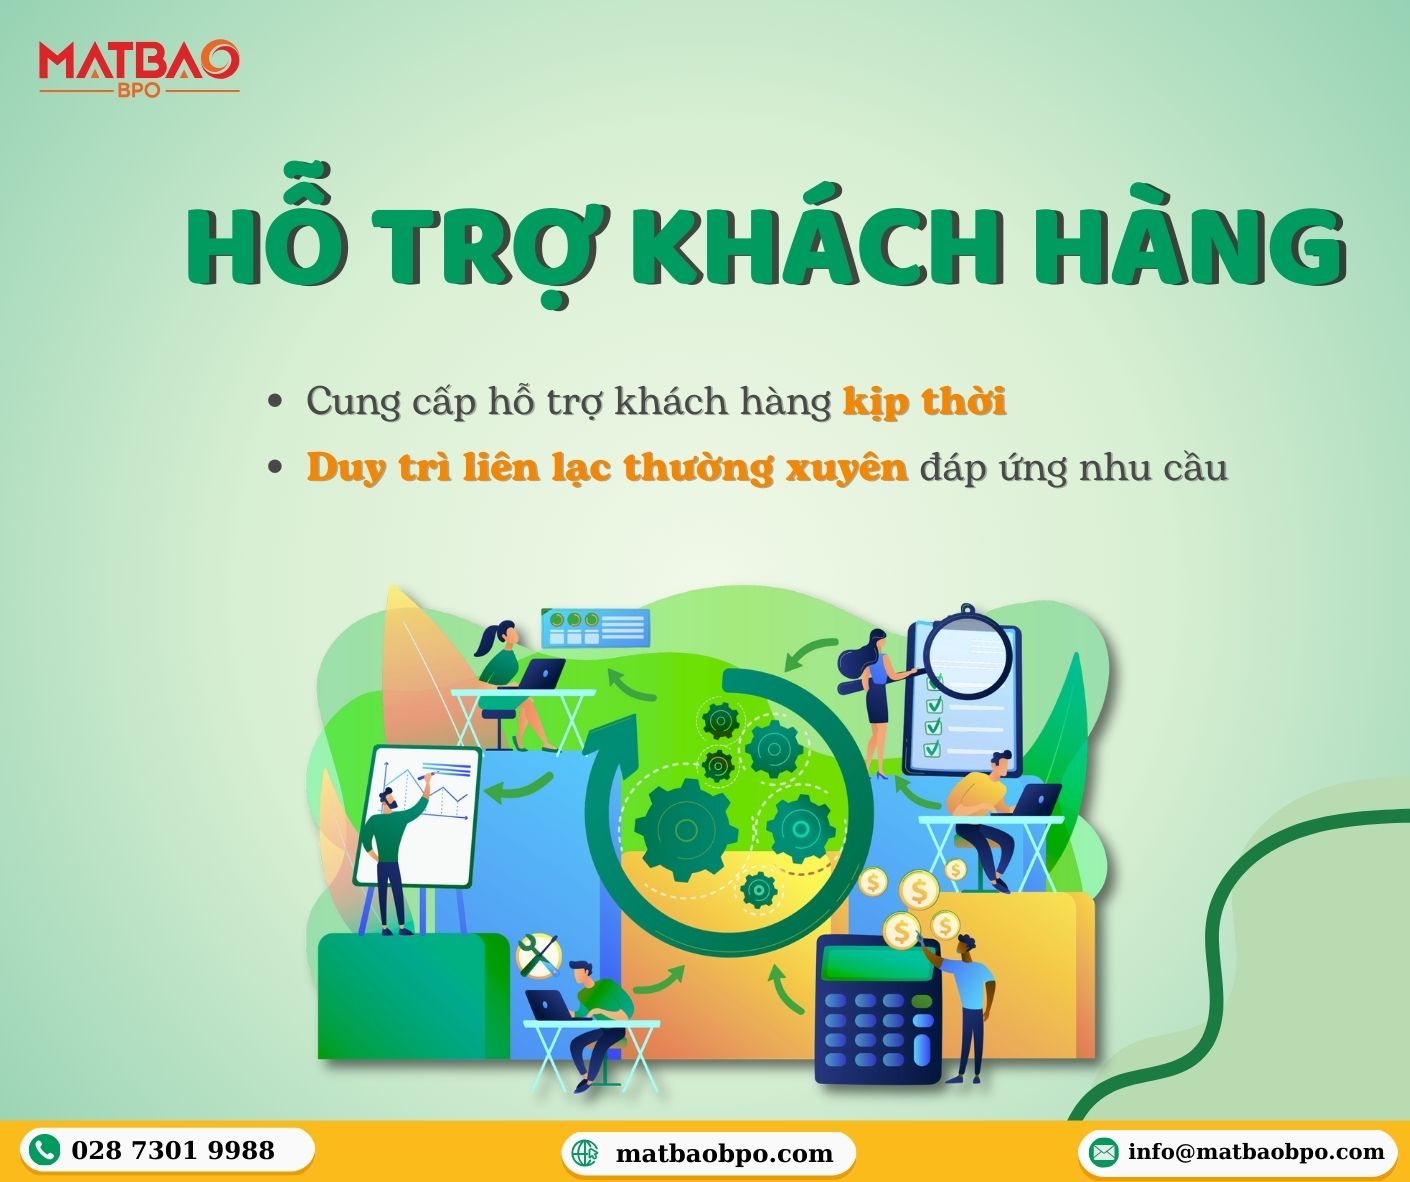 MATBAO
BPO
HỖ TRỢ KHÁCH HÀNG
• Cung cấp hỗ trợ khách hàng kịp thời
• Duy trì liên lạc thường xuyên đáp ứng nhu cầu
028 7301 9988
matbaobpo.com
info@matbaobpo.com